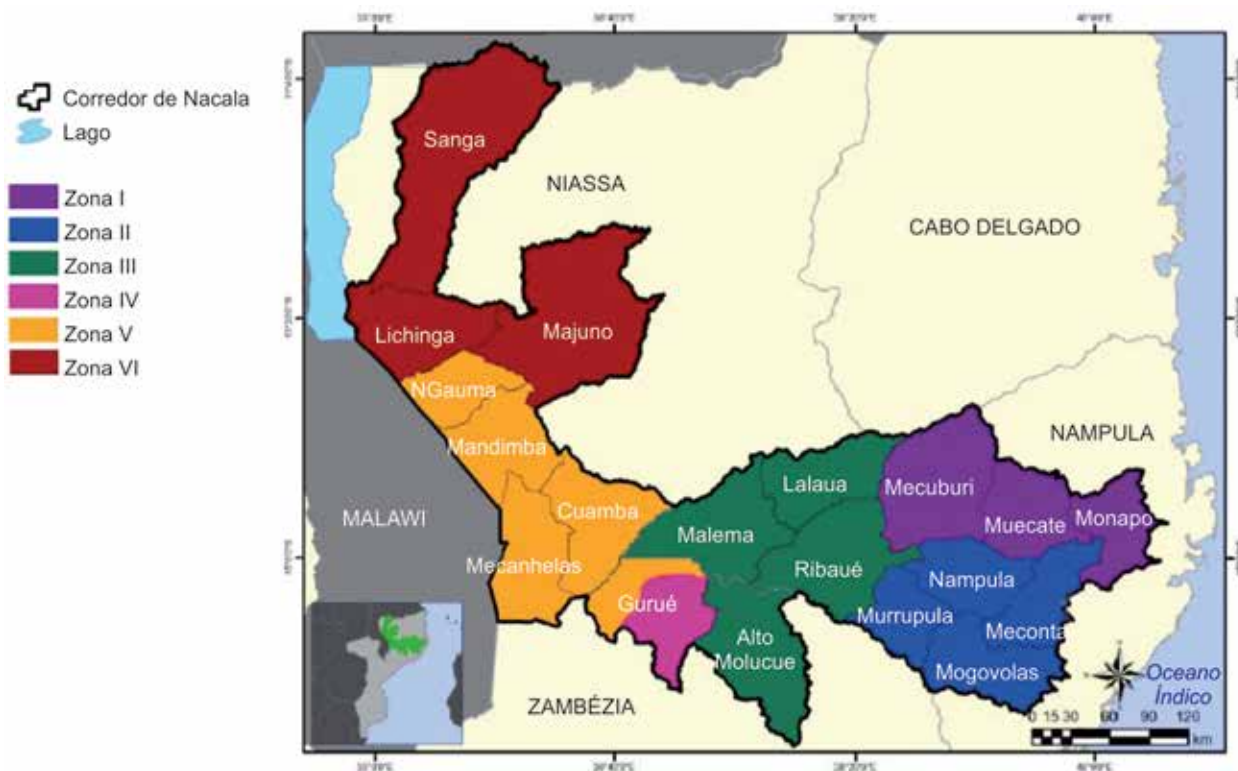 Corredor de Nacala
Lago
Zona I
Zona II
Zona III
Zona IV
Zona V
Zona VI
Sanga
NIASSA
CABO DELGADO
Lichinga
Majuno
NGauma
Mandimba
NAMPULA
Lalaua
Mecuburi
Cuamba
MALAWI
Malema
Muecate
Monapo
Mecanhelas
Ribaué
Nampula
Gurué
Murrupula
Alto
Molucue
Meconta
Mogovolas
ZAMBÉZIA
Oceano
Índico
0 15 30 60 90 120
km